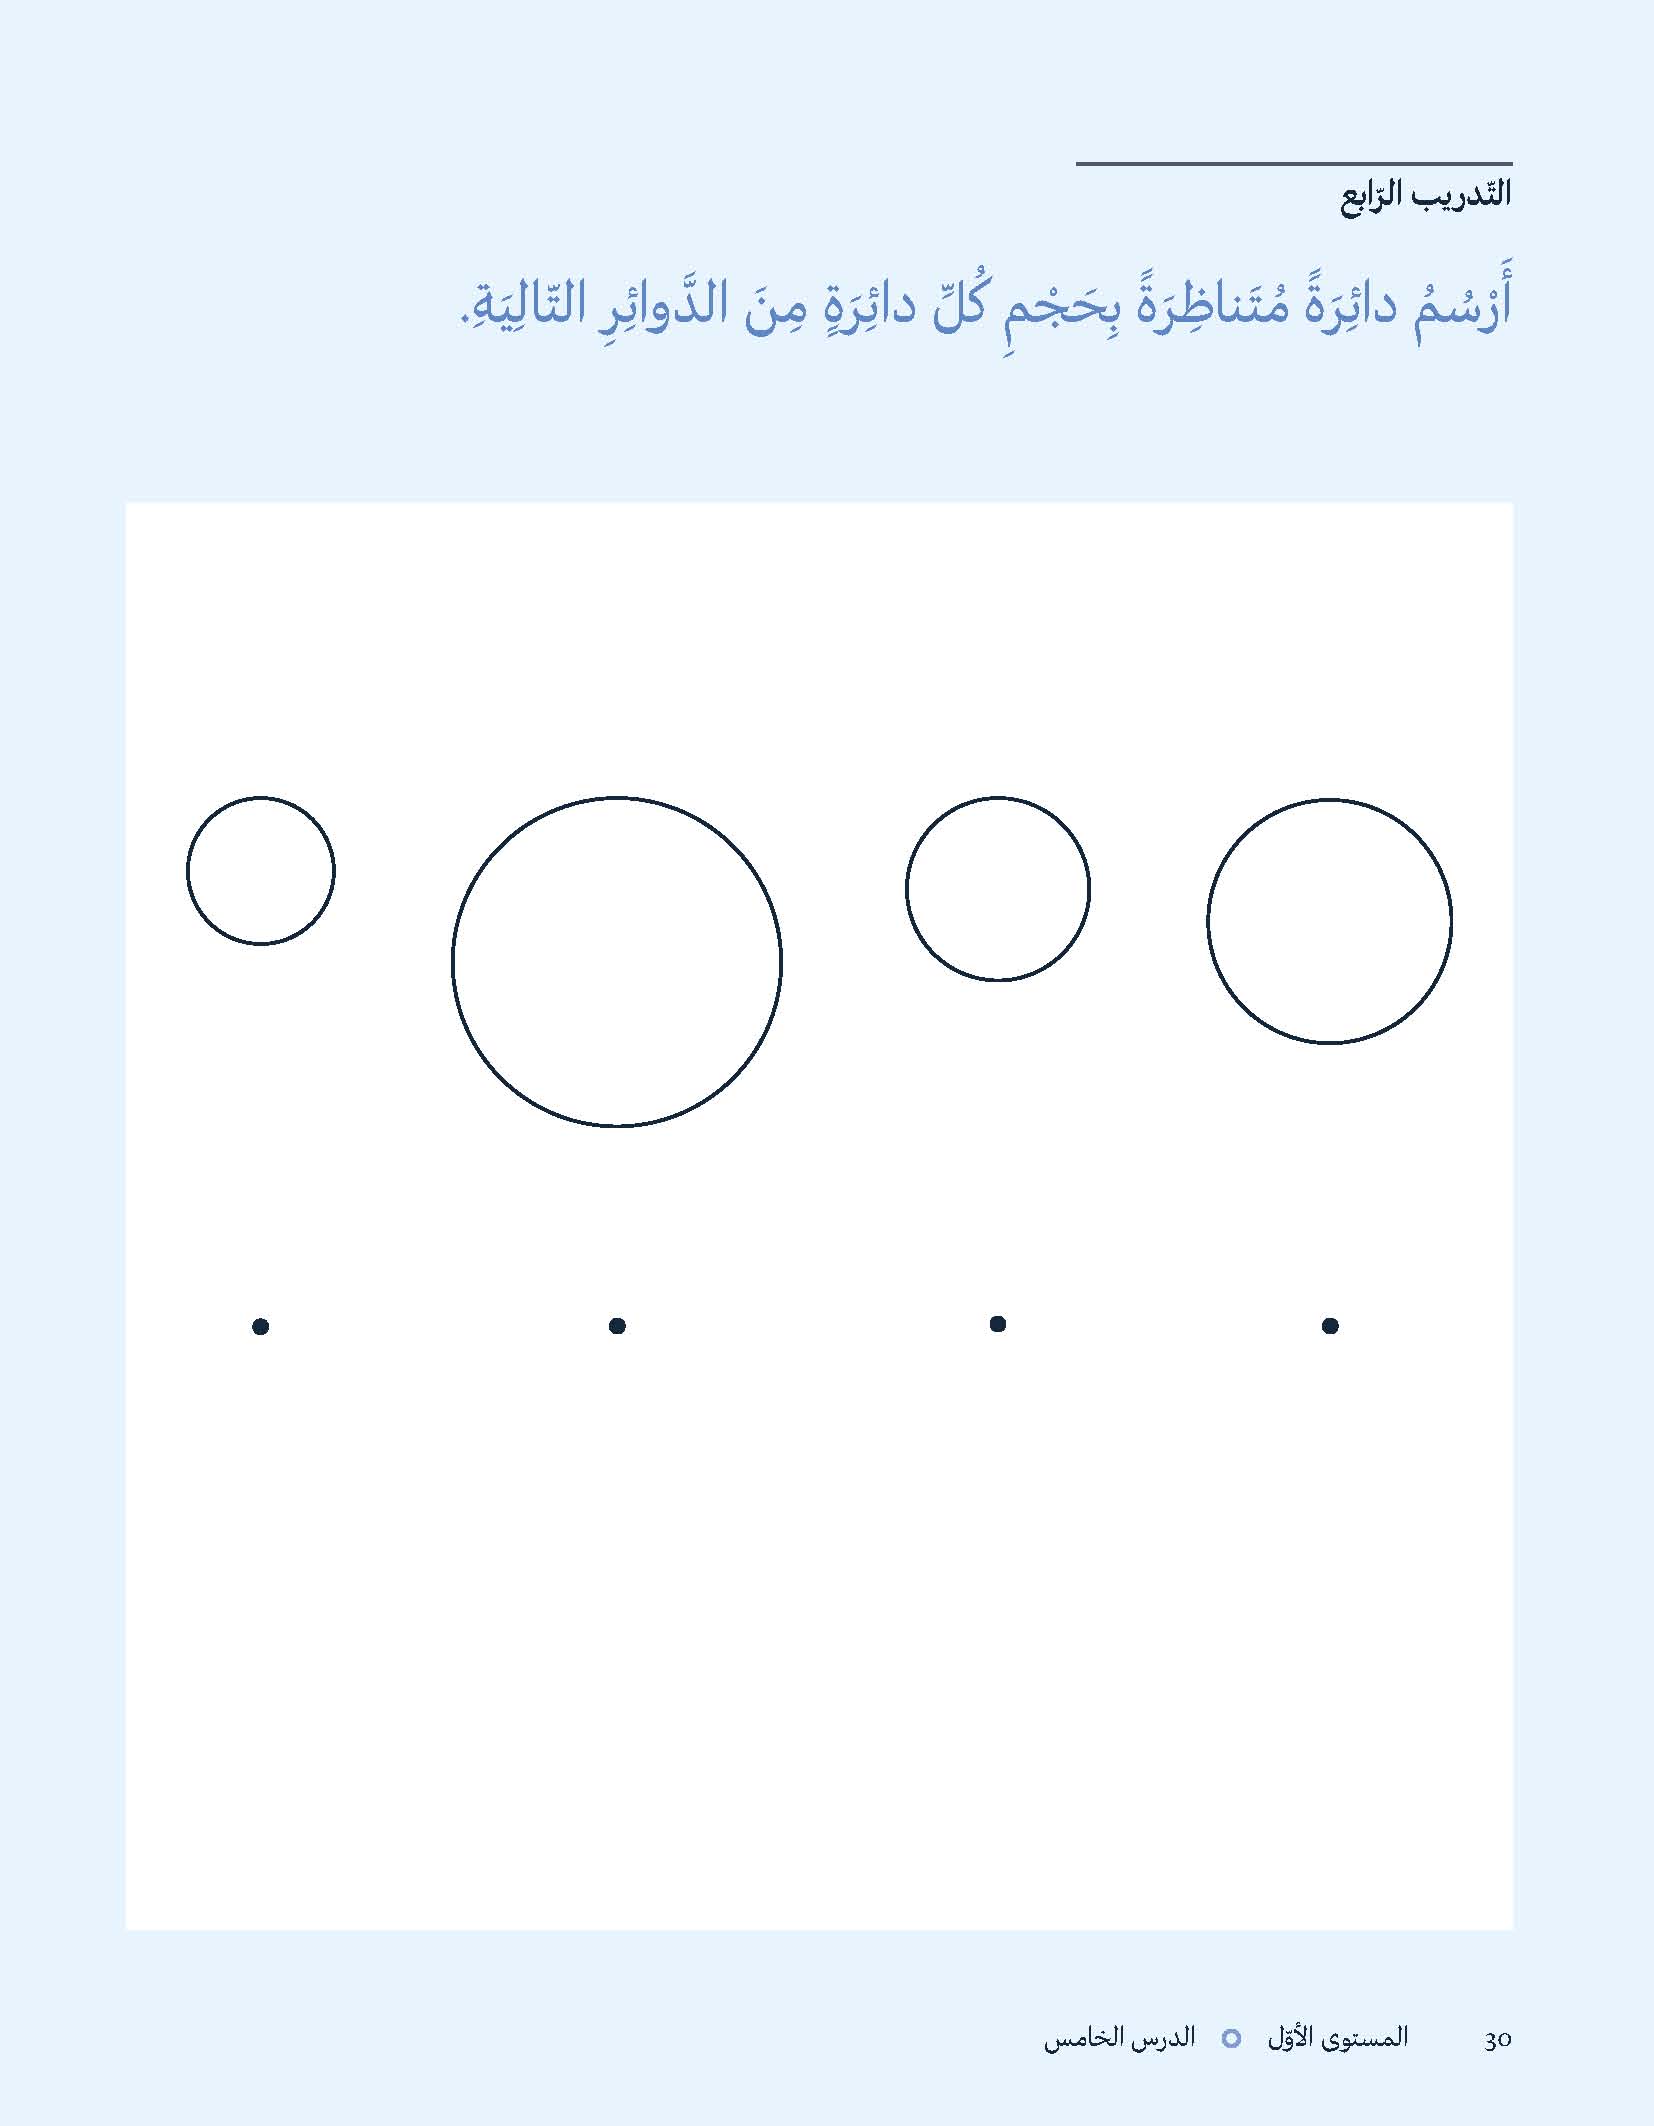 التّدريب الرّابع
أَرْسُمُ دائِرَةً مُتَناظِرَةً بِحَجْمِ كُلِّ دائِرَةٍ مِنَ الدَّوائِرِ التّالِيَةِ.
30 المستوى الأوّل الدرس الخامس